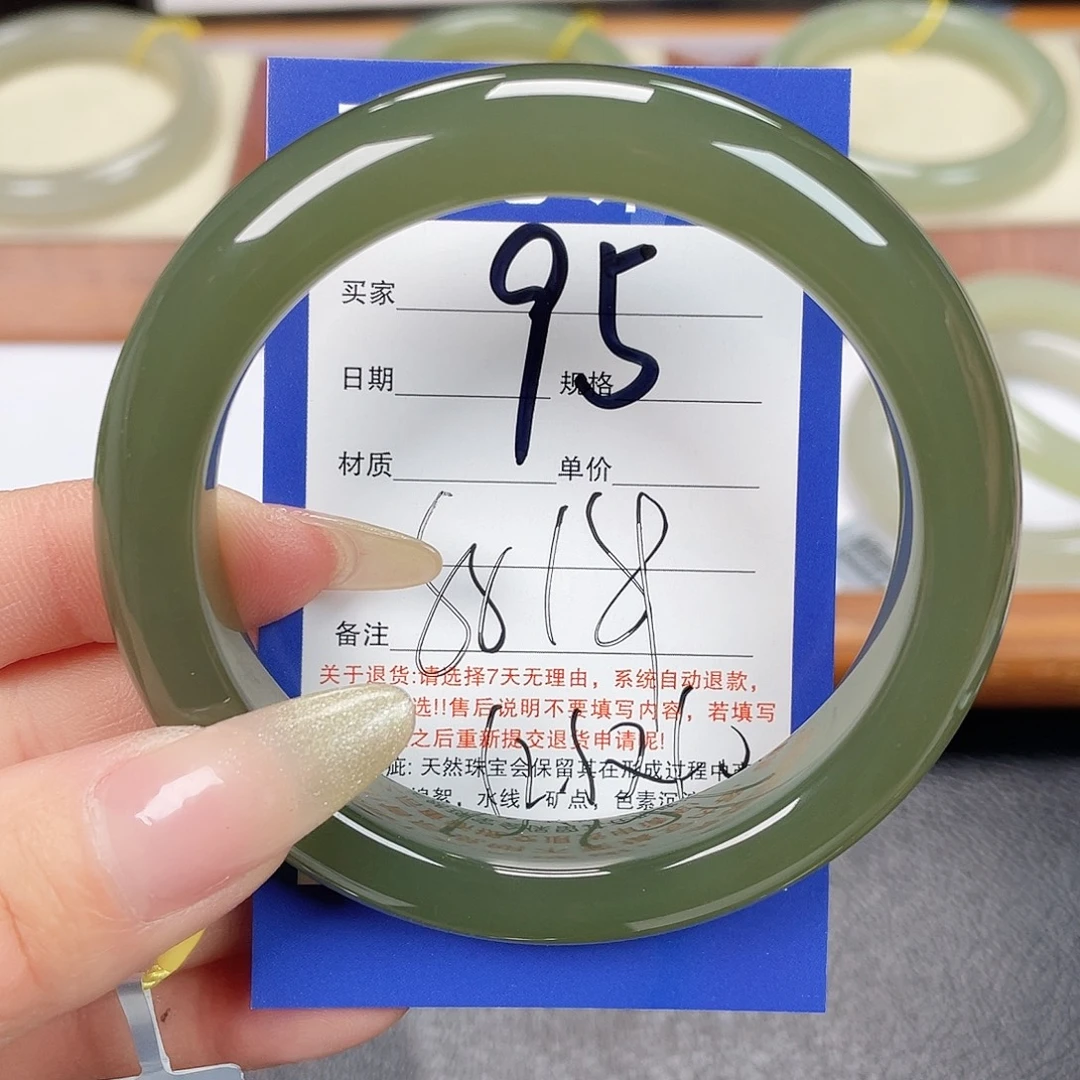 95
买家
日期 规格
材质 单价
备注
关于退货:请选择7天无理由，系统自动退款，
选!!售后说明不要填写内容，若填写
之后重新提交退货申请呢!
疵: 天然珠宝会保留其在形成过程中
棉絮，水线，矿点，色素沉